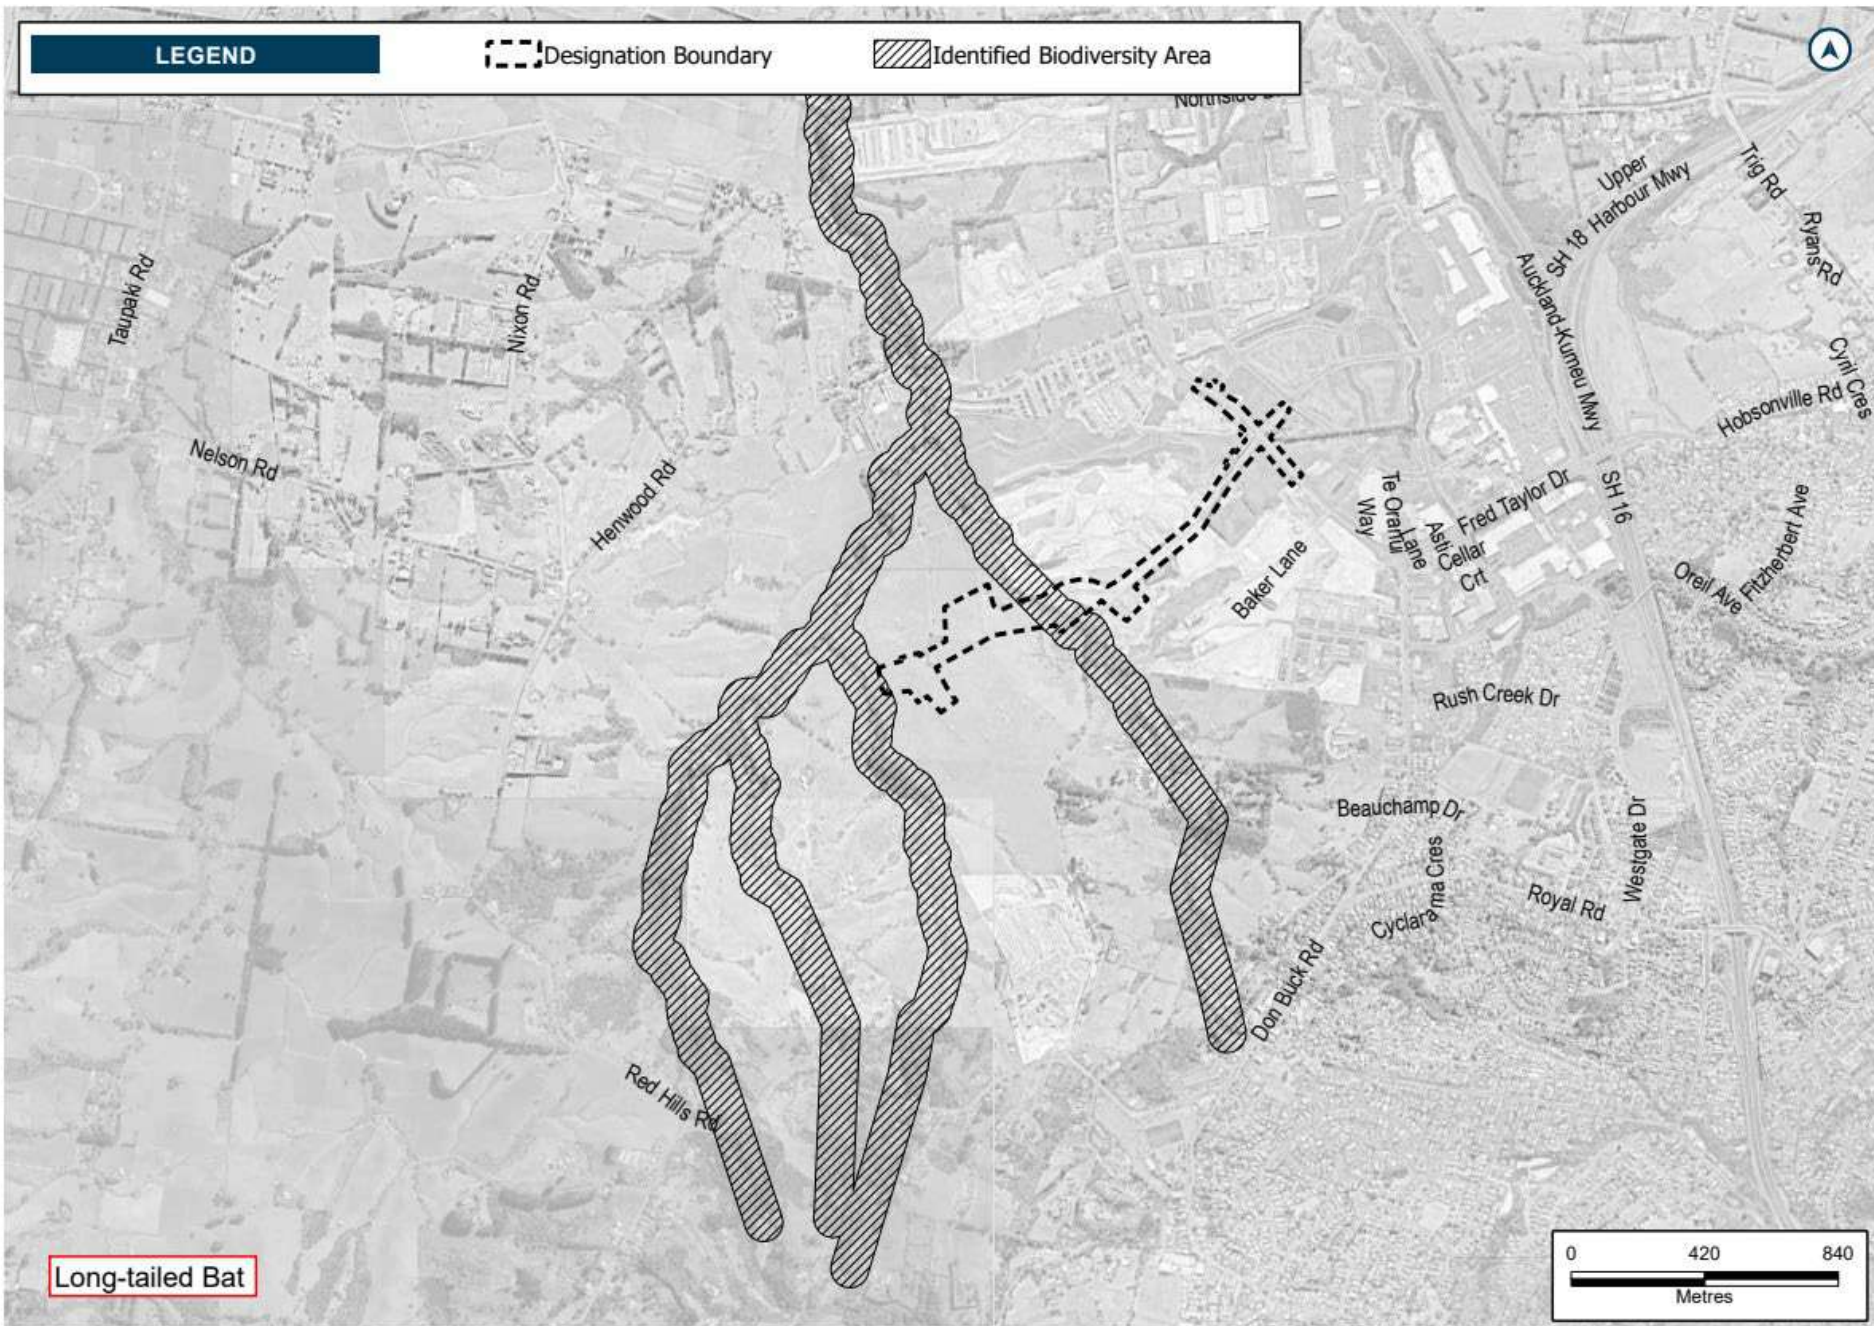 LEGEND
Designation Boundary
Identified Biodiversity Area
Northside
Trig Rd
Upper
Harbour Mwy
SH 18
Ryans Rd
Auckland-Kumeu Mwy
Taupaki Rd
Nixon Rd
Cyril Cres
Hobsonville Rd
Nelson Rd
Henwood Rd
Te Oranui
Way
Asti
Lane
Cellar
Crt
Fred Taylor Dr
SH 16
Fitzherbert Ave
Oreil Ave
Baker Lane
Rush Creek Dr
Beauchamp Dr
Westgate Dr
Cyclarama Cres
Royal Rd
Don Buck Rd
Red Hills Rd
Long-tailed Bat
0 420 840
Metres